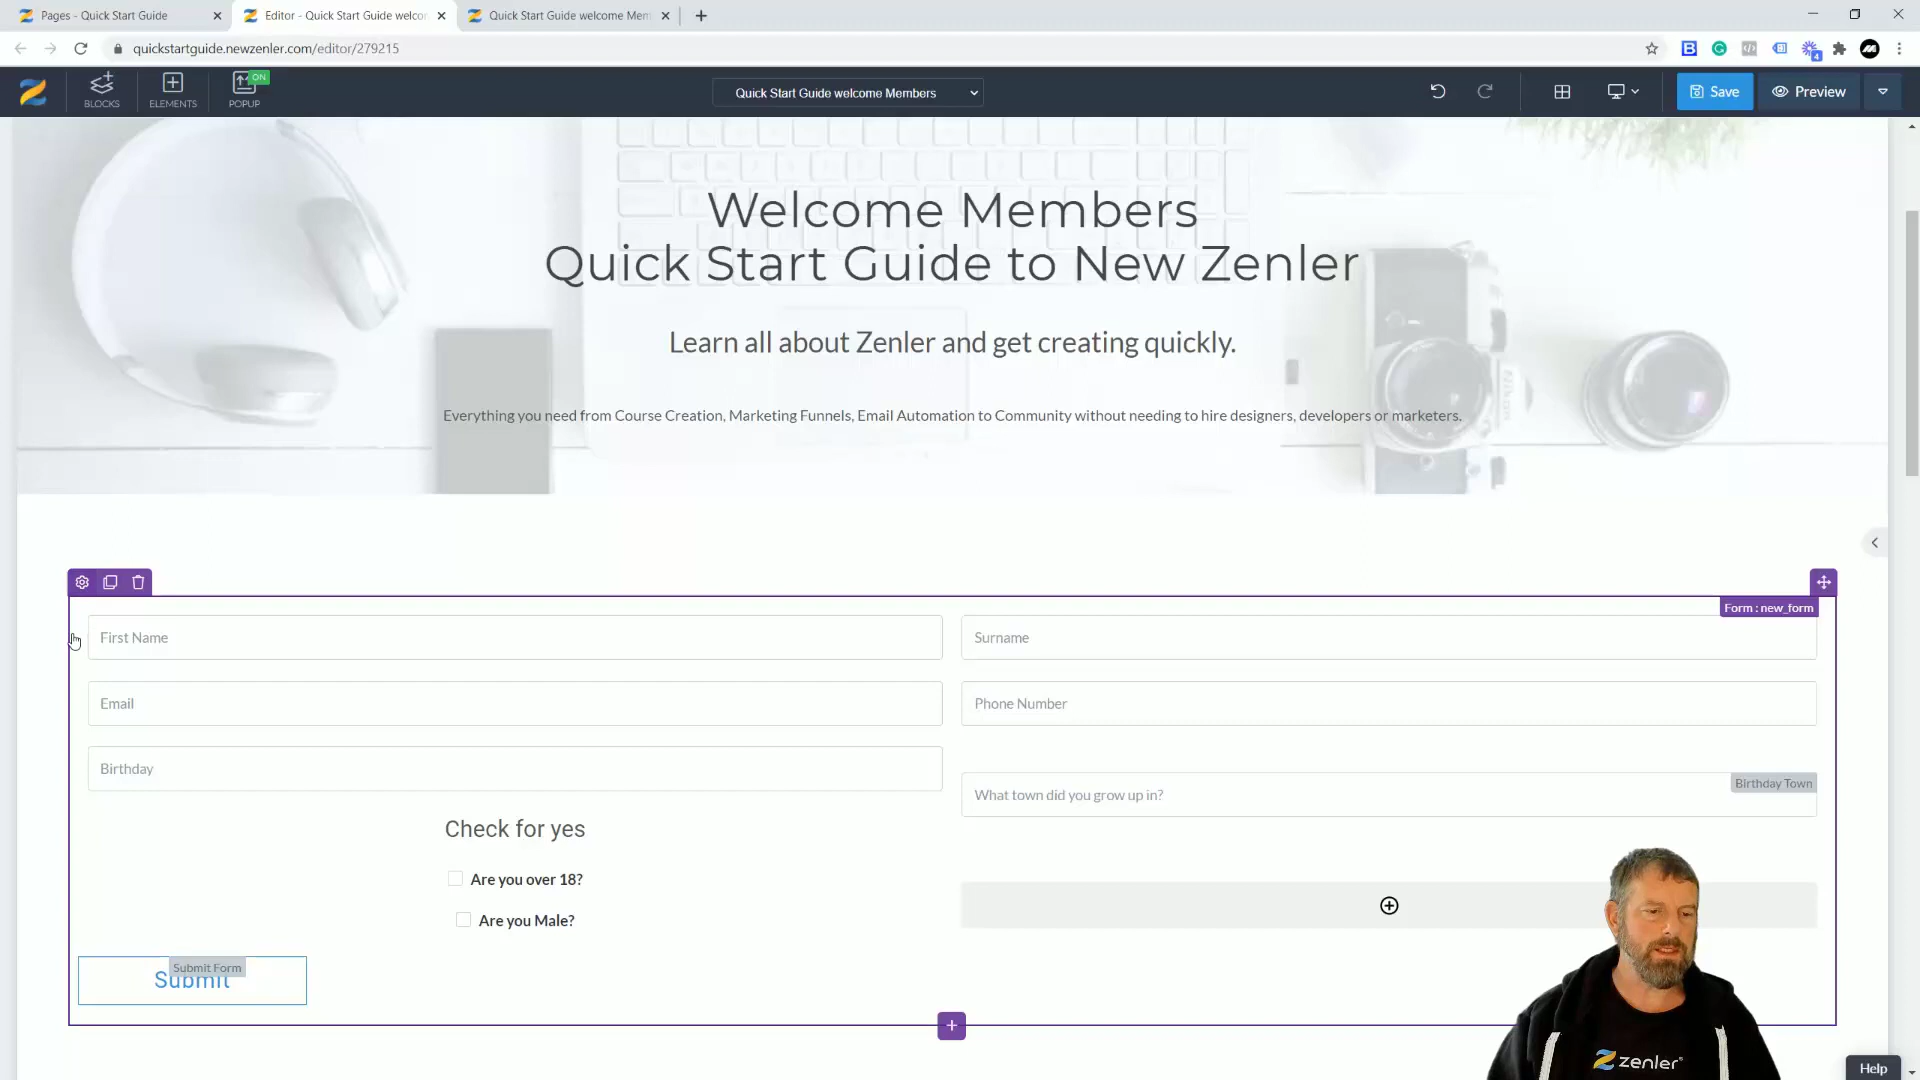 Pages - Quick Start Guide
Editor - Quick Start Guide welcor
Quick Start Guide welcome Mem
quickstartguide.newzenler.com/editor/279215
4
BLOCKS
ELEMENTS
ON
POPUP
Quick Start Guide welcome Members
Save
Preview
Welcome Members
Quick Start Guide to New Zenler
Learn all about Zenler and get creating quickly.
Everything you need from Course Creation, Marketing Funnels, Email Automation to Community without needing to hire designers, developers or marketers.
Form : new_form
First Name
Surname
Email
Phone Number
Birthday
Birthday Town
What town did you grow up in?
Check for yes
Are you over 18?
Are you Male?
Submit Form
Submit
zenler
Help